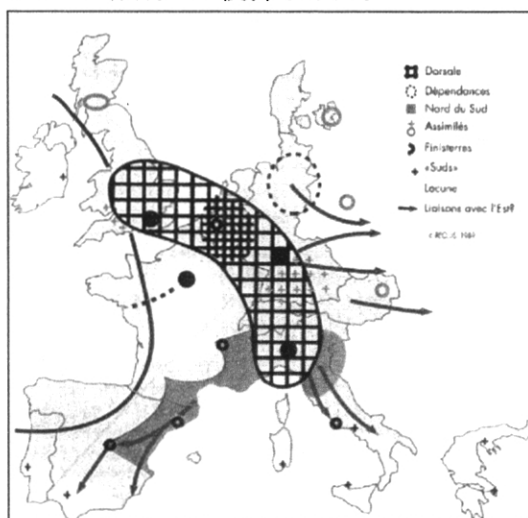 Dorsale
Dépendances
Nord du Sud
Assimilés
Finisterres
«Suds»
Lacune
Liaisons avec l'Est?